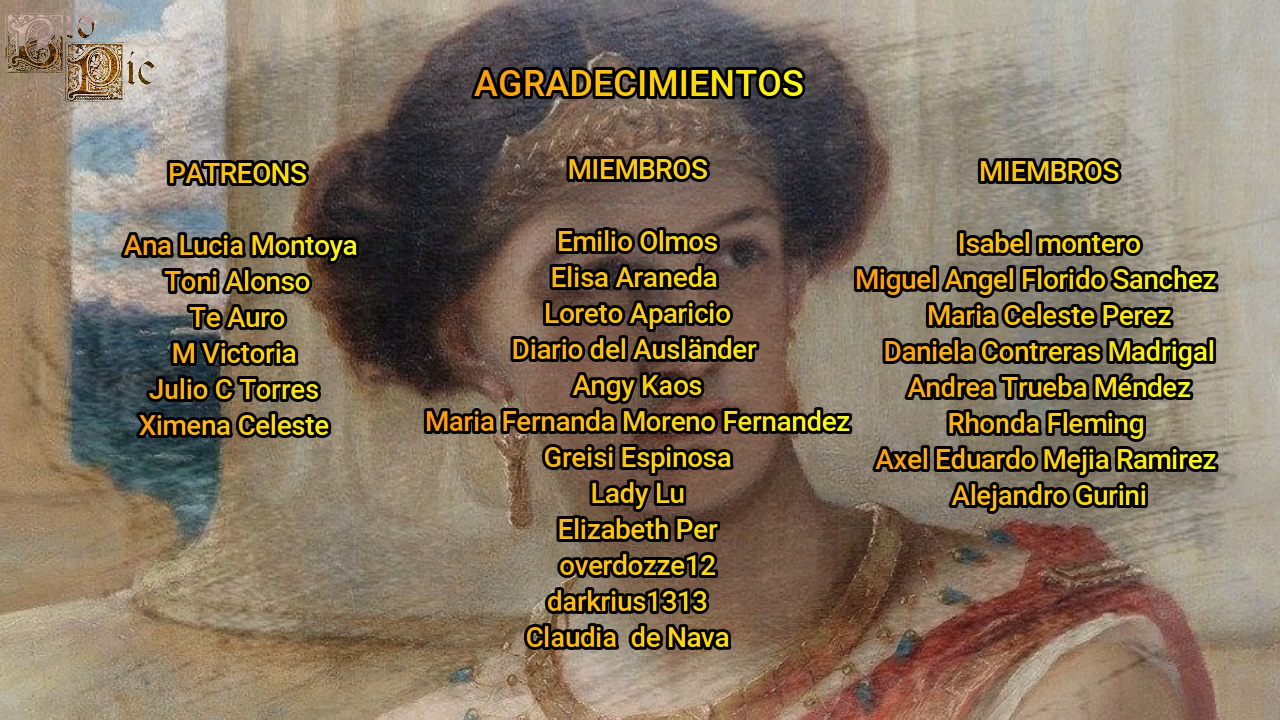 Bio
Pic
AGRADECIMIENTOS
PATREONS
Ana Lucia Montoya
Toni Alonso
Te Auro
M Victoria
Julio C Torres
Ximena Celeste
MIEMBROS
Emilio Olmos
Elisa Araneda
Loreto Aparicio
Diario del Ausländer
Angy Kaos
Maria Fernanda Moreno Fernandez
Greisi Espinosa
Lady Lu
Elizabeth Per
overdozze12
darkrius1313
Claudia  de Nava
MIEMBROS
Isabel montero
Miguel Angel Florido Sanchez
Maria Celeste Perez
Daniela Contreras Madrigal
Andrea Trueba Méndez
Rhonda Fleming
Axel Eduardo Mejia Ramirez
Alejandro Gurini